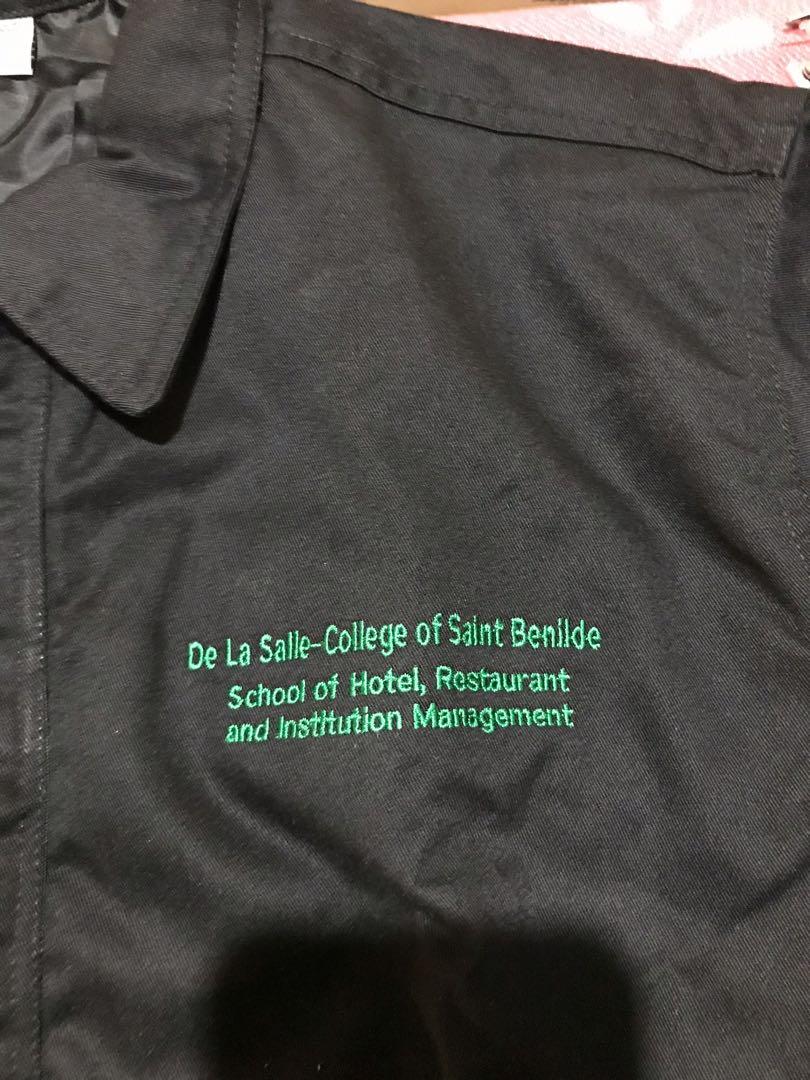 De La Salle-College of Saint Benilde
School of Hotel, Restaurant
and Institution Management